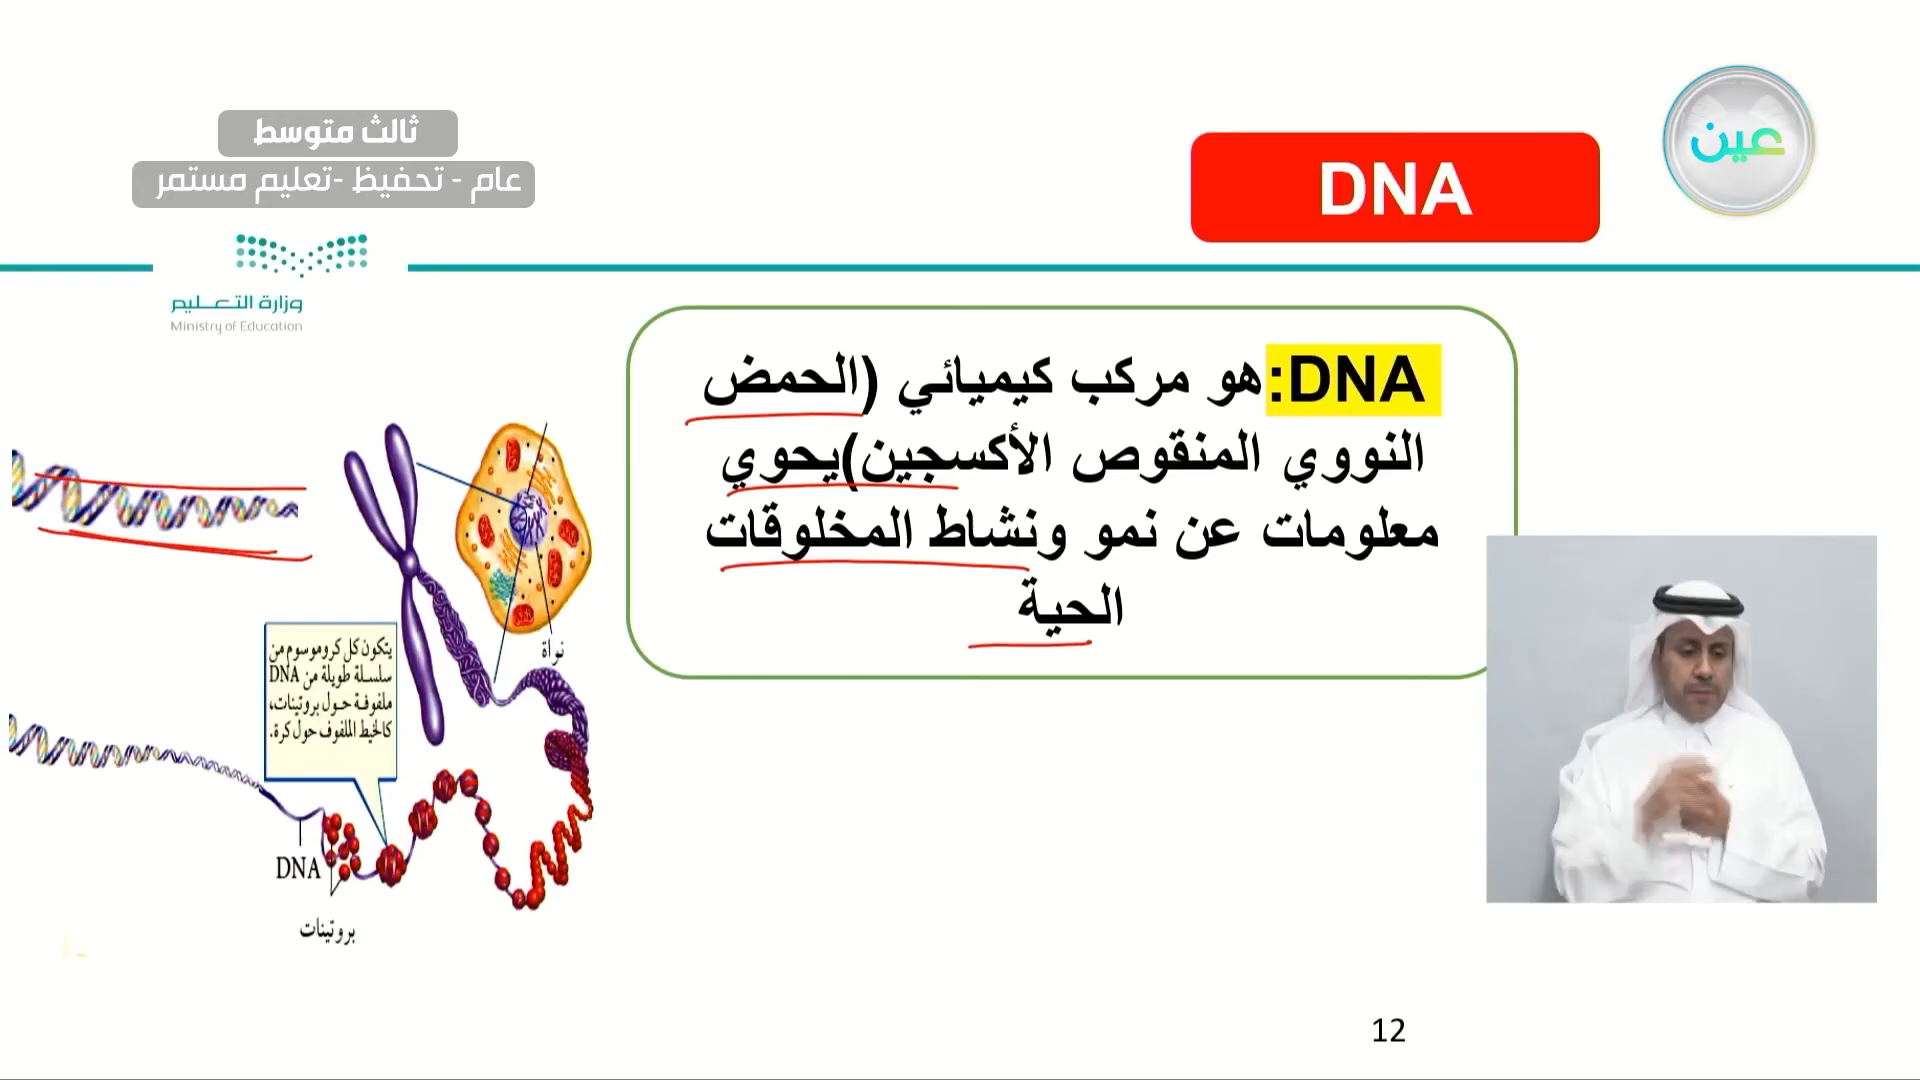 ثالث متوسط
عام - تحفيظ -تعليم مستمر
وزارة التعليم
Ministry of Education
عين
DNA
DNA: هو مركب كيميائي (الحمض
النووي المنقوص الأكسجين)يحوي
معلومات عن نمو ونشاط المخلوقات
الحية
نواة
يتكون كل كروموسوم من
سلسلة طويلة من DNA
ملفوفة حول بروتينات،
كالخيط الملفوف حول كرة.
DNA
بروتينات
12